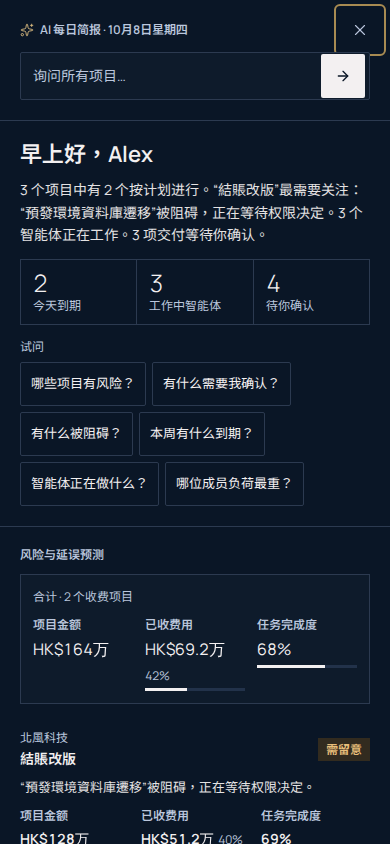 AI 每日简报 · 10月8日星期四
询问所有项目...
早上好，Alex
3 个项目中有 2 个按计划进行。“結賬改版”最需要关注：
“預發環境資料庫遷移”被阻碍，正在等待权限决定。3 个
智能体正在工作。3 项交付等待你确认。
2 3 4
今天到期 工作中智能体 待你确认
试问
哪些项目有风险？ 有什么需要我确认？
有什么被阻碍？ 本周有什么到期？
智能体正在做什么？ 哪位成员负荷最重？
风险与延误预测
合计 · 2 个收费项目
项目金额 已收费用 任务完成度
HK$164万 HK$69.2万 68%
42%
北風科技
結賬改版 需留意
“預發環境資料庫遷移”被阻碍，正在等待权限决定。
项目金额 已收费用 任务完成度
HK$128万 HK$51.2万 40% 69%